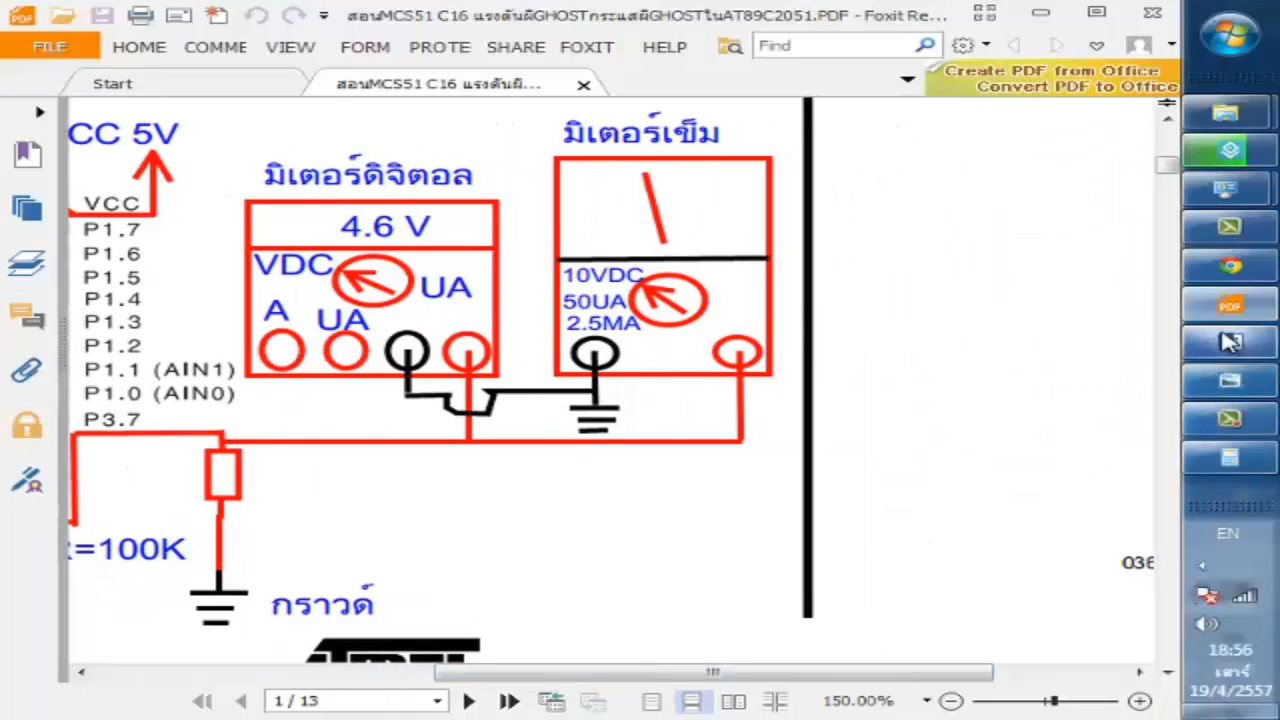 สอนMCS51 C16 แรงดันผีGHOSTกระแสผีGHOSTในAT89C2051.PDF - Foxit Re...
FILE HOME COMME VIEW FORM PROTE SHARE FOXIT HELP Find
Create PDF from Office
Convert PDF to Office
Start
สอนMCS51 C16 แรงดันผี...
CC 5V
มิเตอร์ดิจิตอล
มิเตอร์เข็ม
4.6 V
VDC
UA
A
UA
10VDC
50UA
2.5MA
VCC
P1.7
P1.6
P1.5
P1.4
P1.3
P1.2
P1.1 (AIN1)
P1.0 (AIN0)
P3.7
=100K
กราวด์
036
1 / 13
150.00%
EN
18:56
เสาร์
19/4/2557